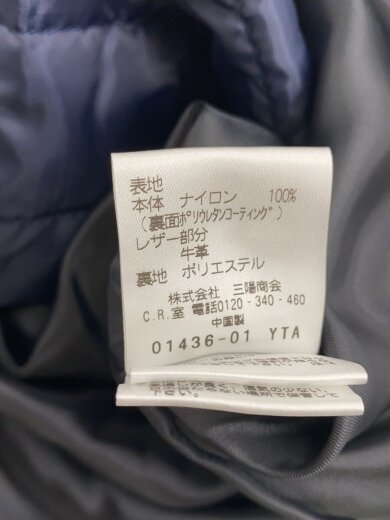 表地
本体 ナイロン 100%
(裏面ポリウレタンコーティング)
レザー部分
牛革
裏地 ポリエステル
株式会社 三陽商会
C.R.室 電話0120-340-460
中国製
01436-01 YTA